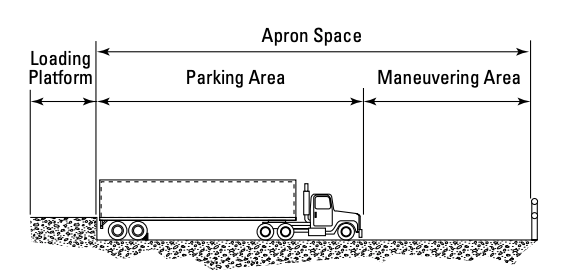 Apron Space
Loading
Platform
Parking Area
Maneuvering Area